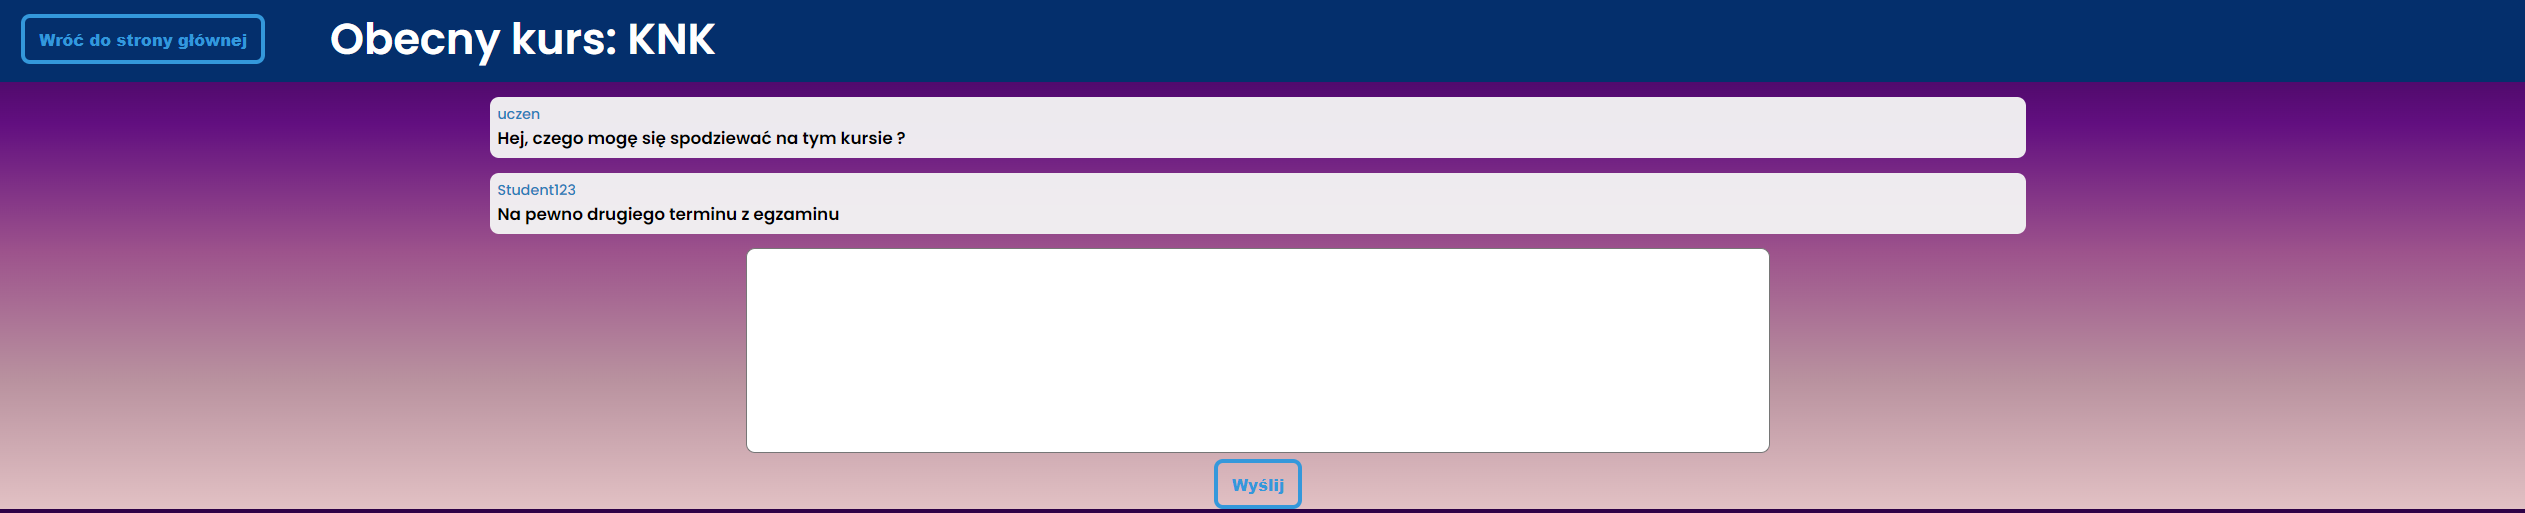 Wróć do strony głównej
Obecny kurs: KNK
uczen
Hej, czego mogę się spodziewać na tym kursie ?
Student123
Na pewno drugiego terminu z egzaminu
Wyślij